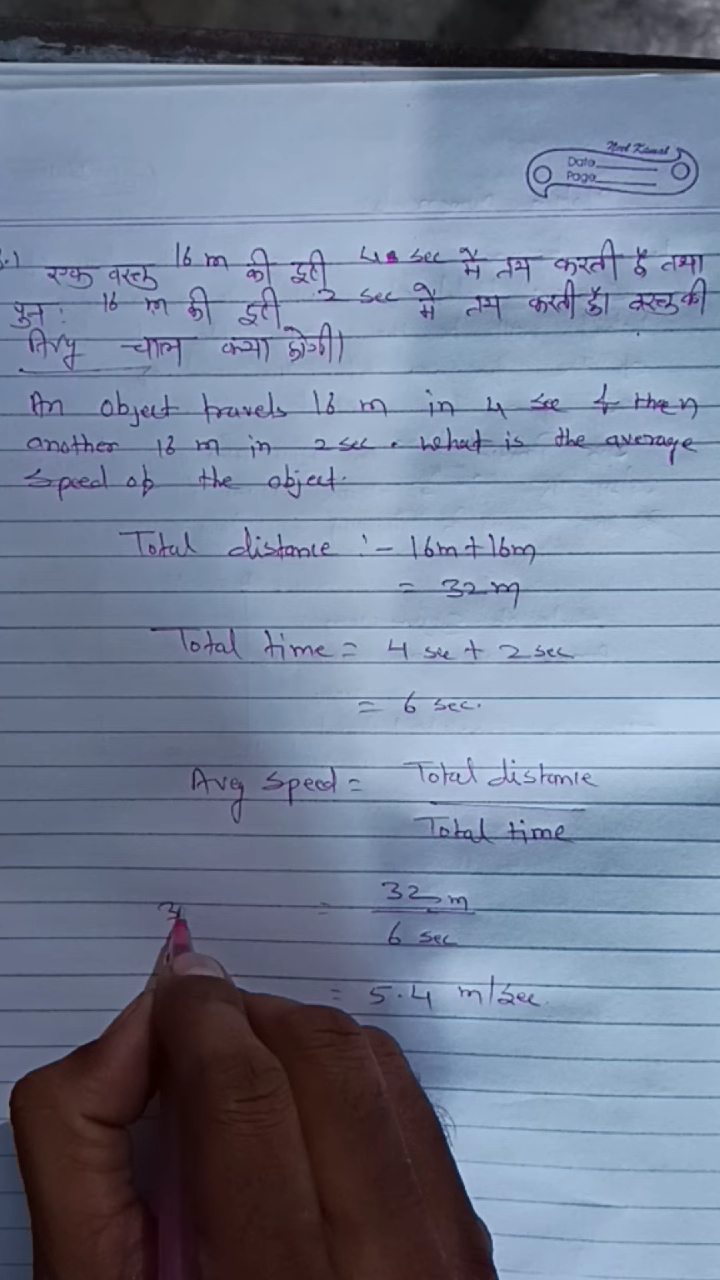 Neel Kamal
Date
Page
एक वस्तु 16 m की दूरी 4 sec में तय करती है तथा
पुन: 16 m की दूरी 2 sec में तय करती है। वस्तु की
Avg चाल क्या होगी।
An object travels 16 m in 4 sec & then
another 16 m in 2 sec. what is the average
speed of the object.
Total distance :- 16m + 16m
= 32 m
Total time = 4 sec + 2 sec
= 6 sec.
Avg Speed = Total distance
Total time
= 32 m
6 sec
= 5.4 m/sec.